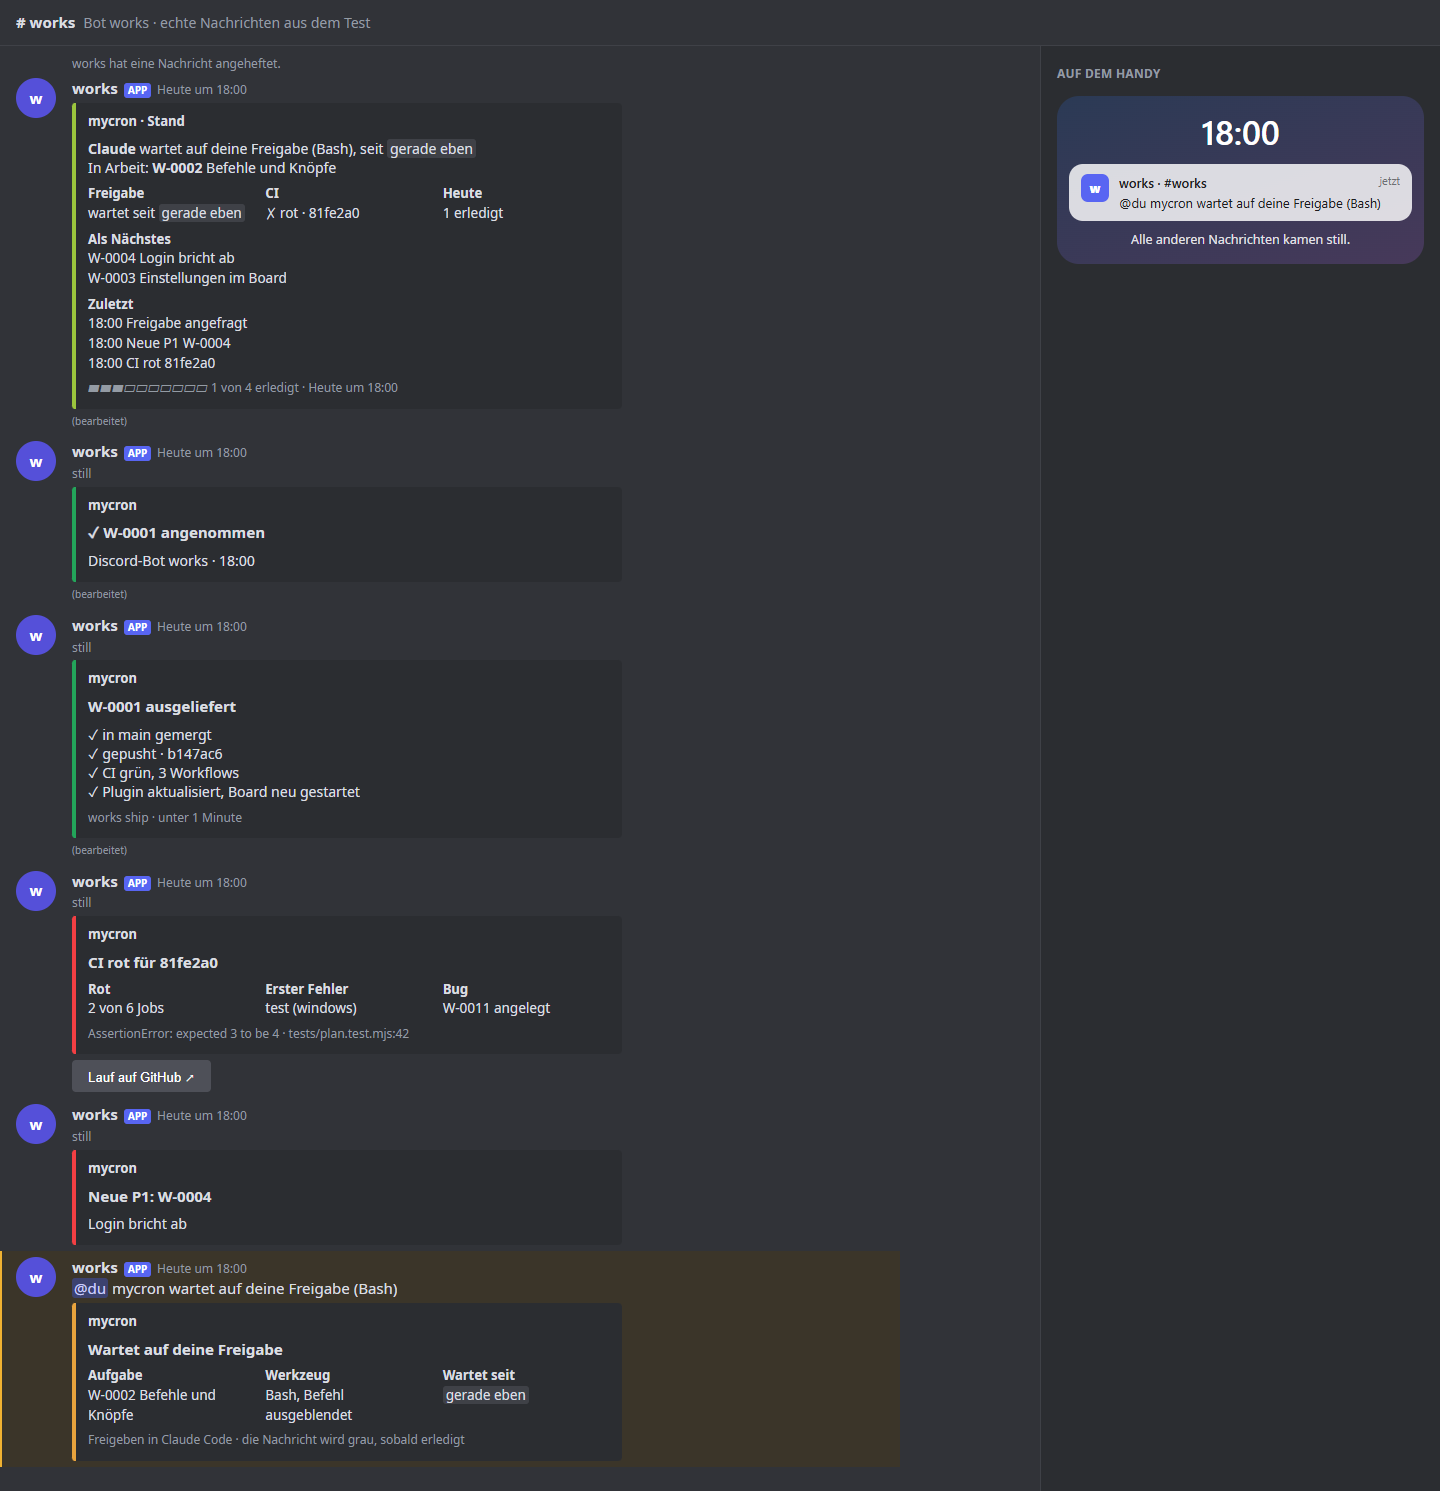 # works Bot works · echte Nachrichten aus dem Test
works hat eine Nachricht angeheftet.
w
works APP Heute um 18:00
mycron · Stand
Claude wartet auf deine Freigabe (Bash), seit gerade eben
In Arbeit: W-0002 Befehle und Knöpfe
Freigabe CI Heute
wartet seit gerade eben ✗ rot · 81fe2a0 1 erledigt
Als Nächstes
W-0004 Login bricht ab
W-0003 Einstellungen im Board
Zuletzt
18:00 Freigabe angefragt
18:00 Neue P1 W-0004
18:00 CI rot 81fe2a0
▰▰▰▱▱▱▱▱▱▱ 1 von 4 erledigt · Heute um 18:00
(bearbeitet)
w
works APP Heute um 18:00
still
mycron
✓ W-0001 angenommen
Discord-Bot works · 18:00
(bearbeitet)
w
works APP Heute um 18:00
still
mycron
W-0001 ausgeliefert
✓ in main gemergt
✓ gepusht · b147ac6
✓ CI grün, 3 Workflows
✓ Plugin aktualisiert, Board neu gestartet
works ship · unter 1 Minute
(bearbeitet)
w
works APP Heute um 18:00
still
mycron
CI rot für 81fe2a0
Rot Erster Fehler Bug
2 von 6 Jobs test (windows) W-0011 angelegt
AssertionError: expected 3 to be 4 · tests/plan.test.mjs:42
Lauf auf GitHub ↗
w
works APP Heute um 18:00
still
mycron
Neue P1: W-0004
Login bricht ab
w
works APP Heute um 18:00
@du mycron wartet auf deine Freigabe (Bash)
mycron
Wartet auf deine Freigabe
Aufgabe Werkzeug Wartet seit
W-0002 Befehle und Bash, Befehl gerade eben
Knöpfe ausgeblendet
Freigeben in Claude Code · die Nachricht wird grau, sobald erledigt
AUF DEM HANDY
18:00
w
works · #works jetzt
@du mycron wartet auf deine Freigabe (Bash)
Alle anderen Nachrichten kamen still.